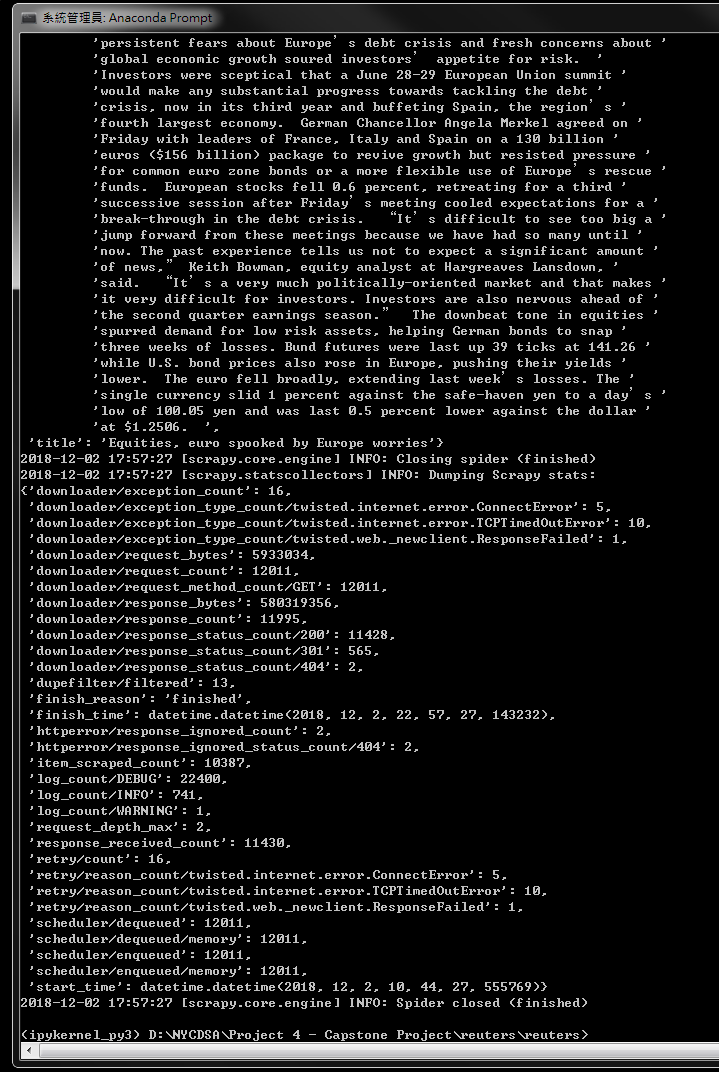 系統管理員: Anaconda Prompt
'persistent fears about Europe’s debt crisis and fresh concerns about '
'global economic growth soured investors’ appetite for risk.  '
'Investors were sceptical that a June 28-29 European Union summit '
'would make any substantial progress towards tackling the debt '
'crisis, now in its third year and buffeting Spain, the region’s '
'fourth largest economy.  German Chancellor Angela Merkel agreed on '
'Friday with leaders of France, Italy and Spain on a 130 billion '
'euros ($156 billion) package to revive growth but resisted pressure '
'for common euro zone bonds or a more flexible use of Europe’s rescue '
'funds.  European stocks fell 0.6 percent, retreating for a third '
'successive session after Friday’s meeting cooled expectations for a '
'break-through in the debt crisis.   “It’s difficult to see too big a '
'jump forward from these meetings because we have had so many until '
'now. The past experience tells us not to expect a significant amount '
'of news,” Keith Bowman, equity analyst at Hargreaves Lansdown, '
'said.   “It’s a very much politically-oriented market and that makes '
'it very difficult for investors. Investors are also nervous ahead of '
'the second quarter earnings season.”   The downbeat tone in equities '
'spurred demand for low risk assets, helping German bonds to snap '
'three weeks of losses. Bund futures were last up 39 ticks at 141.26 '
'while U.S. bond prices also rose in Europe, pushing their yields '
'lower.  The euro fell broadly, extending last week’s losses. The '
'single currency slid 1 percent against the safe-haven yen to a day’s '
'low of 100.05 yen and was last 0.5 percent lower against the dollar '
'at $1.2506.  ',
'title': 'Equities, euro spooked by Europe worries'}
2018-12-02 17:57:27 [scrapy.core.engine] INFO: Closing spider (finished)
2018-12-02 17:57:27 [scrapy.statscollectors] INFO: Dumping Scrapy stats:
{'downloader/exception_count': 16,
'downloader/exception_type_count/twisted.internet.error.ConnectError': 5,
'downloader/exception_type_count/twisted.internet.error.TCPTimedOutError': 10,
'downloader/exception_type_count/twisted.web._newclient.ResponseFailed': 1,
'downloader/request_bytes': 5933034,
'downloader/request_count': 12011,
'downloader/request_method_count/GET': 12011,
'downloader/response_bytes': 580319356,
'downloader/response_count': 11995,
'downloader/response_status_count/200': 11428,
'downloader/response_status_count/301': 565,
'downloader/response_status_count/404': 2,
'dupefilter/filtered': 13,
'finish_reason': 'finished',
'finish_time': datetime.datetime(2018, 12, 2, 22, 57, 27, 143232),
'httperror/response_ignored_count': 2,
'httperror/response_ignored_status_count/404': 2,
'item_scraped_count': 10387,
'log_count/DEBUG': 22400,
'log_count/INFO': 741,
'log_count/WARNING': 1,
'request_depth_max': 2,
'response_received_count': 11430,
'retry/count': 16,
'retry/reason_count/twisted.internet.error.ConnectError': 5,
'retry/reason_count/twisted.internet.error.TCPTimedOutError': 10,
'retry/reason_count/twisted.web._newclient.ResponseFailed': 1,
'scheduler/dequeued': 12011,
'scheduler/dequeued/memory': 12011,
'scheduler/enqueued': 12011,
'scheduler/enqueued/memory': 12011,
'start_time': datetime.datetime(2018, 12, 2, 10, 44, 27, 555769)}
2018-12-02 17:57:27 [scrapy.core.engine] INFO: Spider closed (finished)
(ipykernel_py3) D:\NYCDSA\Project 4 - Capstone Project\reuters\reuters>